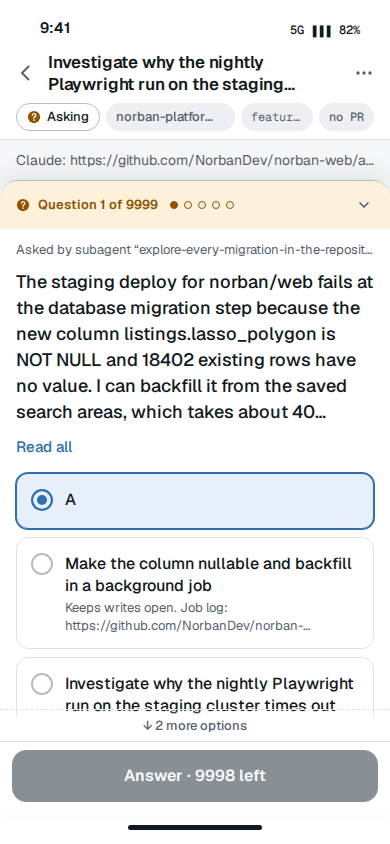 9:41
5G 82%
Investigate why the nightly
Playwright run on the staging…
Asking
norban-platfor…
featur…
no PR
Claude: https://github.com/NorbanDev/norban-web/a…
Question 1 of 9999
Asked by subagent “explore-every-migration-in-the-reposit…
The staging deploy for norban/web fails at
the database migration step because the
new column listings.lasso_polygon is
NOT NULL and 18402 existing rows have
no value. I can backfill it from the saved
search areas, which takes about 40…
Read all
A
Make the column nullable and backfill
in a background job
Keeps writes open. Job log:
https://github.com/NorbanDev/norban-…
Investigate why the nightly Playwright
run on the staging cluster times out
↓ 2 more options
Answer · 9998 left